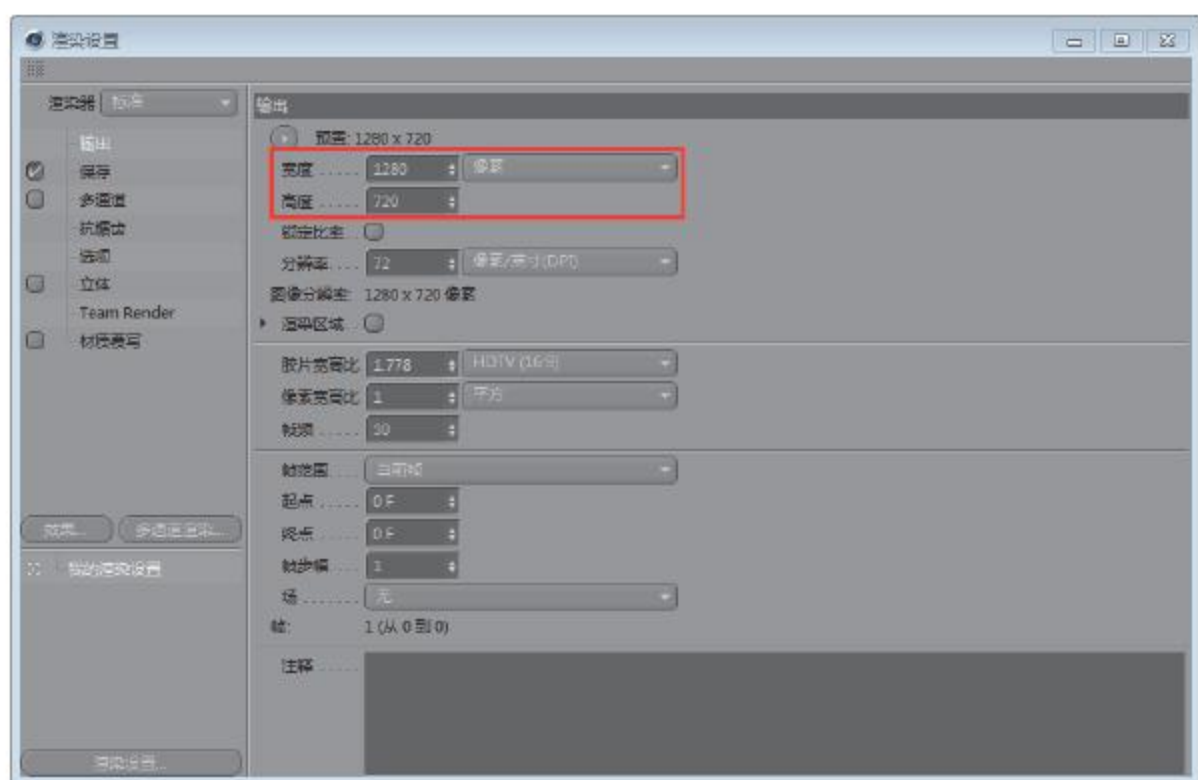 渲染设置
渲染器 标准
输出
保存
多通道
抗锯齿
选项
立体
Team Render
材质覆写
效果... 多通道渲染...
我的渲染设置
渲染设置...
输出
预置: 1280 x 720
宽度 ..... 1280 像素
高度 ..... 720
锁定比率
分辨率 .... 72 像素/英寸(DPI)
图像分辨率: 1280 x 720 像素
渲染区域
胶片宽高比 1.778 HDTV (16:9)
像素宽高比 1 平方
帧频 ..... 30
帧范围 .... 当前帧
起点 ..... 0 F
终点 ..... 0 F
帧步幅 .... 1
场 ....... 无
帧: 1 (从 0 到 0)
注释 .....